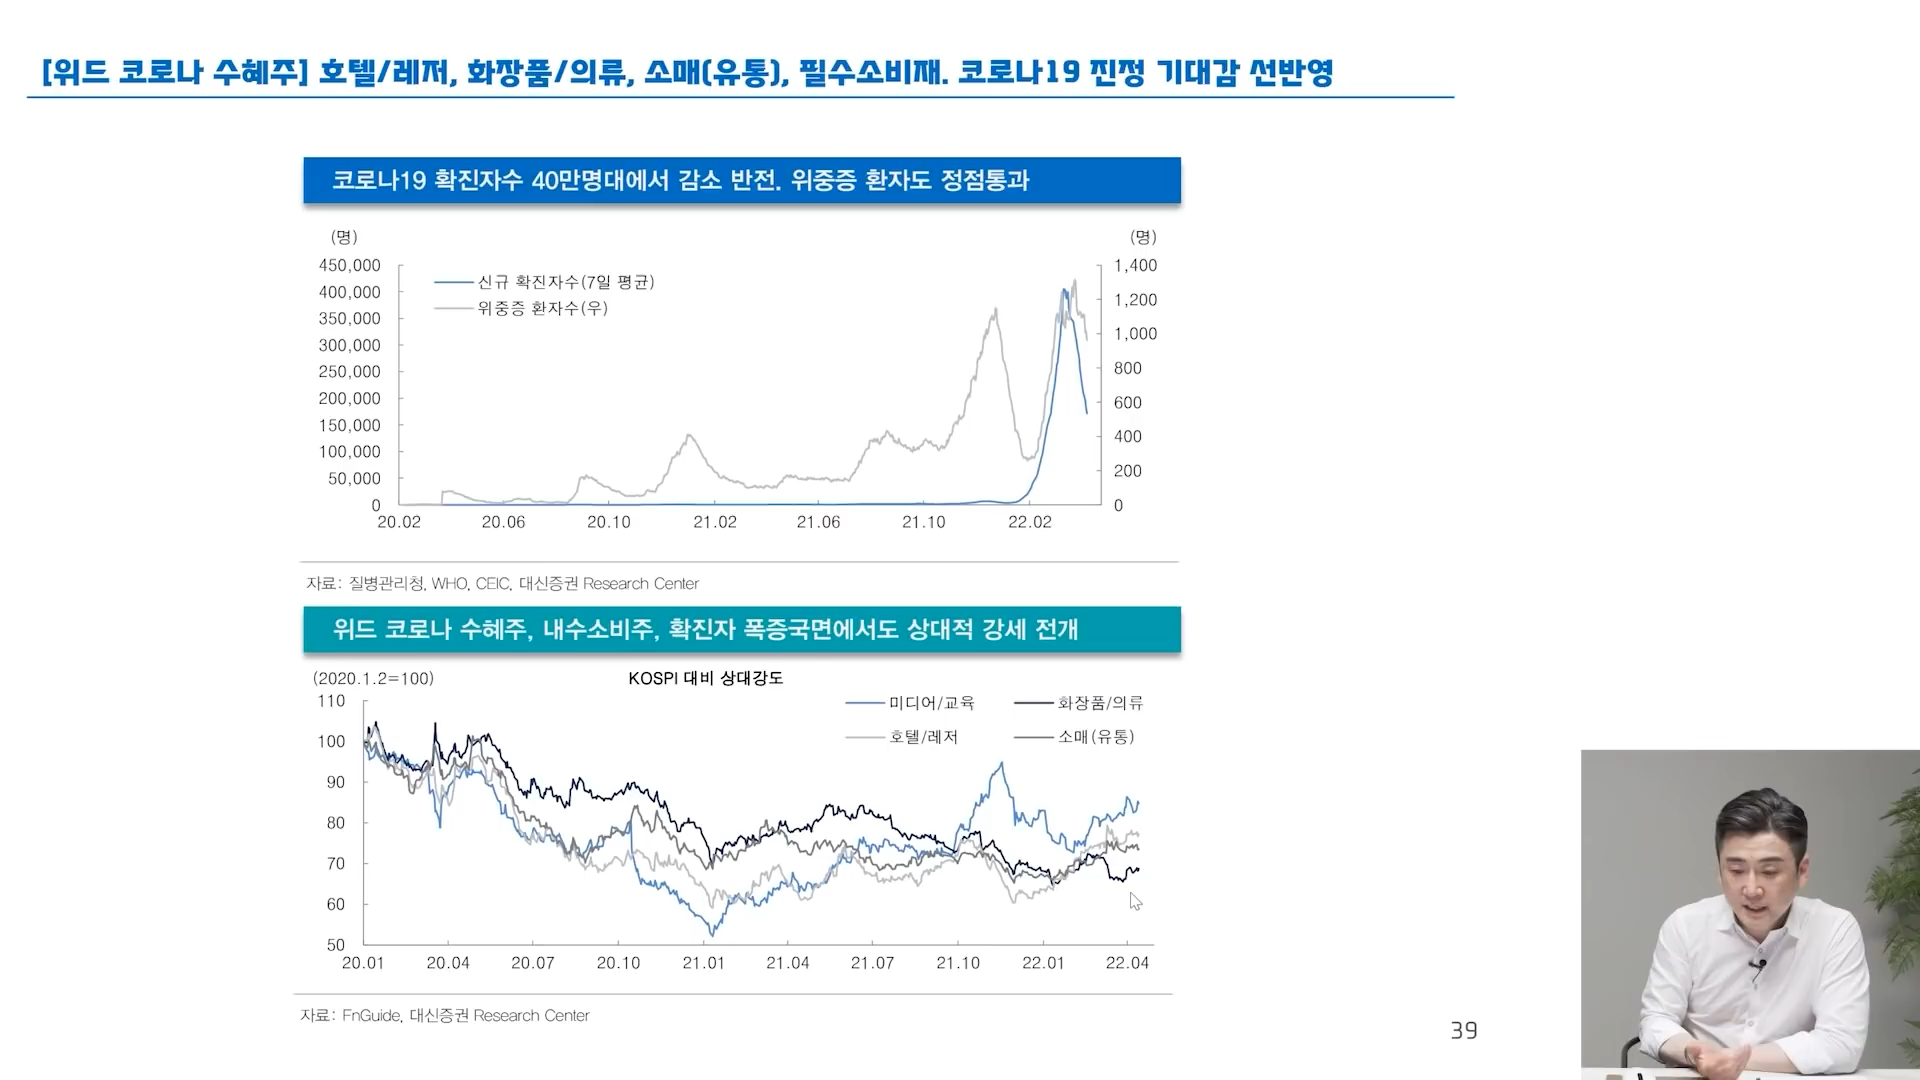 [위드 코로나 수혜주] 호텔/레저, 화장품/의류, 소매(유통), 필수소비재. 코로나19 진정 기대감 선반영
코로나19 확진자수 40만명대에서 감소 반전. 위중증 환자도 정점통과
(명) (명)
450,000 1,400
400,000 1,200
350,000 1,000
300,000 800
250,000 600
200,000 400
150,000 200
100,000 0
50,000
0
신규 확진자수(7일 평균)
위중증 환자수(우)
20.02 20.06 20.10 21.02 21.06 21.10 22.02
자료: 질병관리청, WHO, CEIC, 대신증권 Research Center
위드 코로나 수혜주, 내수소비주, 확진자 폭증국면에서도 상대적 강세 전개
(2020.1.2=100) KOSPI 대비 상대강도
미디어/교육 화장품/의류
호텔/레저 소매(유통)
110
100
90
80
70
60
50
20.01 20.04 20.07 20.10 21.01 21.04 21.07 21.10 22.01 22.04
자료: FnGuide, 대신증권 Research Center
39